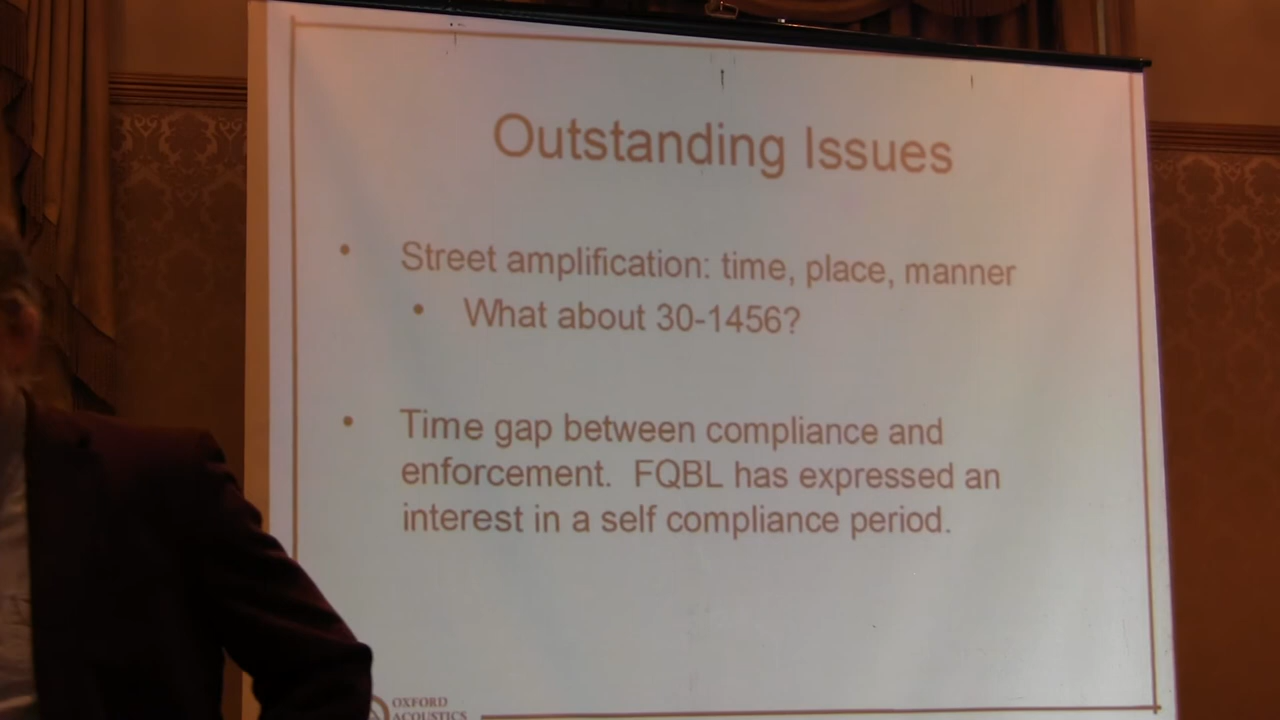 Outstanding Issues
• Street amplification: time, place, manner
• What about 30-1456?
• Time gap between compliance and
enforcement. FQBL has expressed an
interest in a self compliance period.
OXFORD
ACOUSTICS